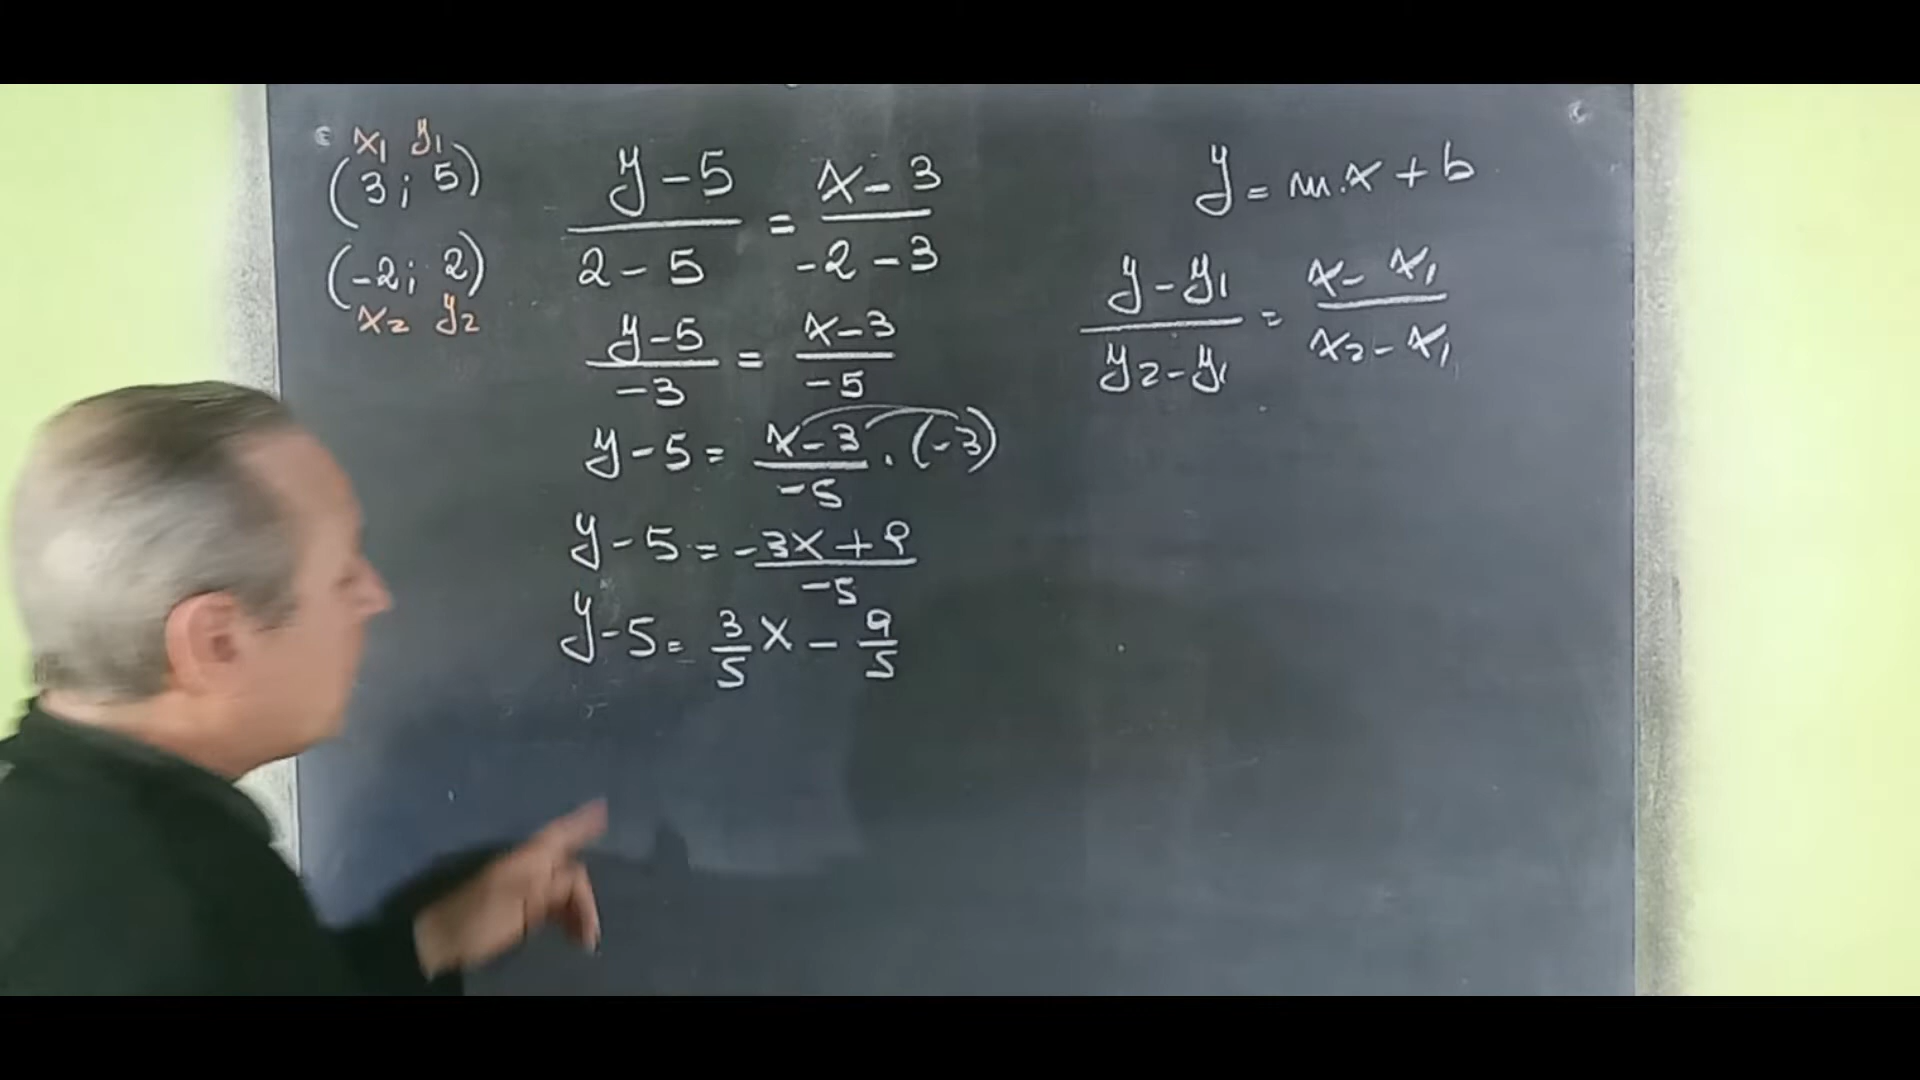 x₁ y₁
(3; 5)
(-2; 2)
x₂ y₂
y-5 / 2-5 = x-3 / -2-3
y-5 / -3 = x-3 / -5
y-5 = x-3 / -5 . (-3)
y-5 = -3x+9 / -5
y-5 = 3/5 x - 9/5
y = m.x + b
y-y₁ / y₂-y₁ = x-x₁ / x₂-x₁